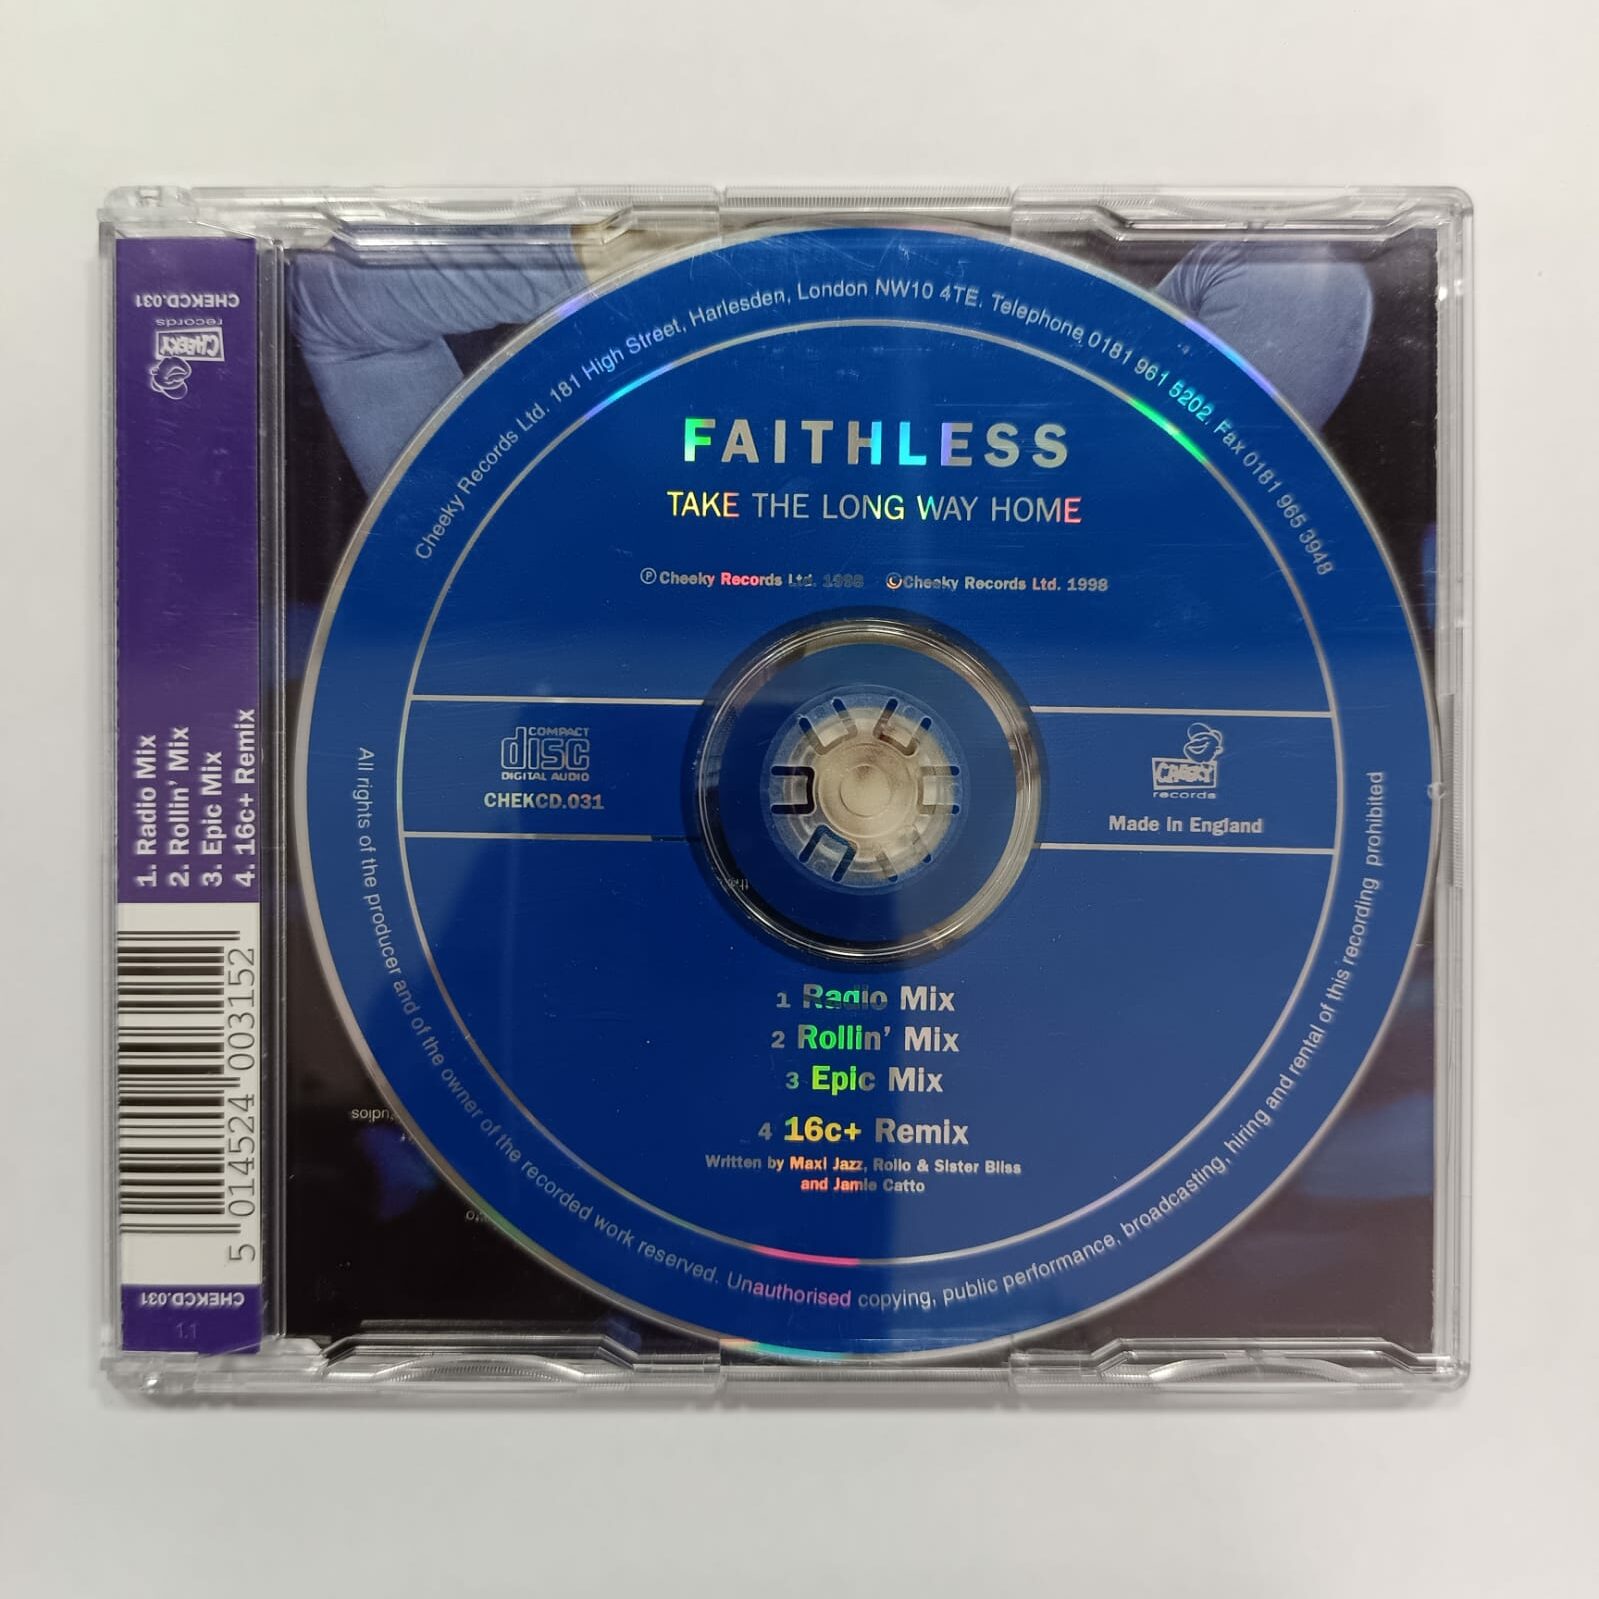 CHEKCD.031
CHEEKY
records
1. Radio Mix
2. Rollin' Mix
3. Epic Mix
4. 16c+ Remix
5 014524 003152
CHEKCD.031
1.1
Cheeky Records Ltd. 181 High Street, Harlesden, London NW10 4TE. Telephone 0181 961 5202. Fax 0181 965 3948
FAITHLESS
TAKE THE LONG WAY HOME
℗Cheeky Records Ltd. 1998 ©Cheeky Records Ltd. 1998
COMPACT
disc
DIGITAL AUDIO
CHEKCD.031
CHEEKY
records
Made in England
1 Radio Mix
2 Rollin' Mix
3 Epic Mix
4 16c+ Remix
Written by Maxi Jazz, Rollo & Sister Bliss
and Jamie Catto
All rights of the producer and of the owner of the recorded work reserved. Unauthorised copying, public performance, broadcasting, hiring and rental of this recording prohibited